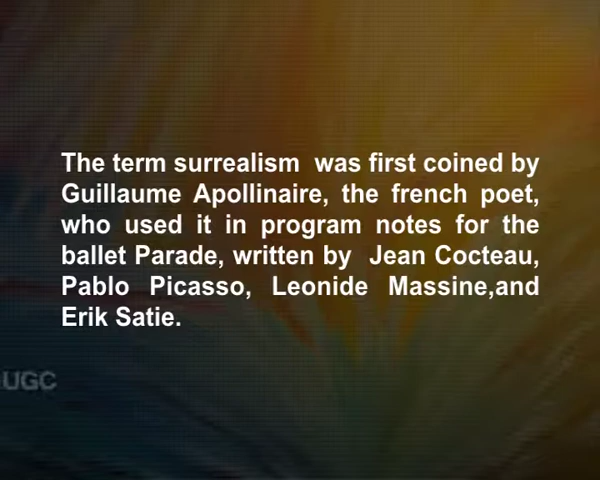 The term surrealism  was first coined by
Guillaume Apollinaire, the french poet,
who used it in program notes for the
ballet Parade, written by  Jean Cocteau,
Pablo Picasso, Leonide Massine,and
Erik Satie.
UGC